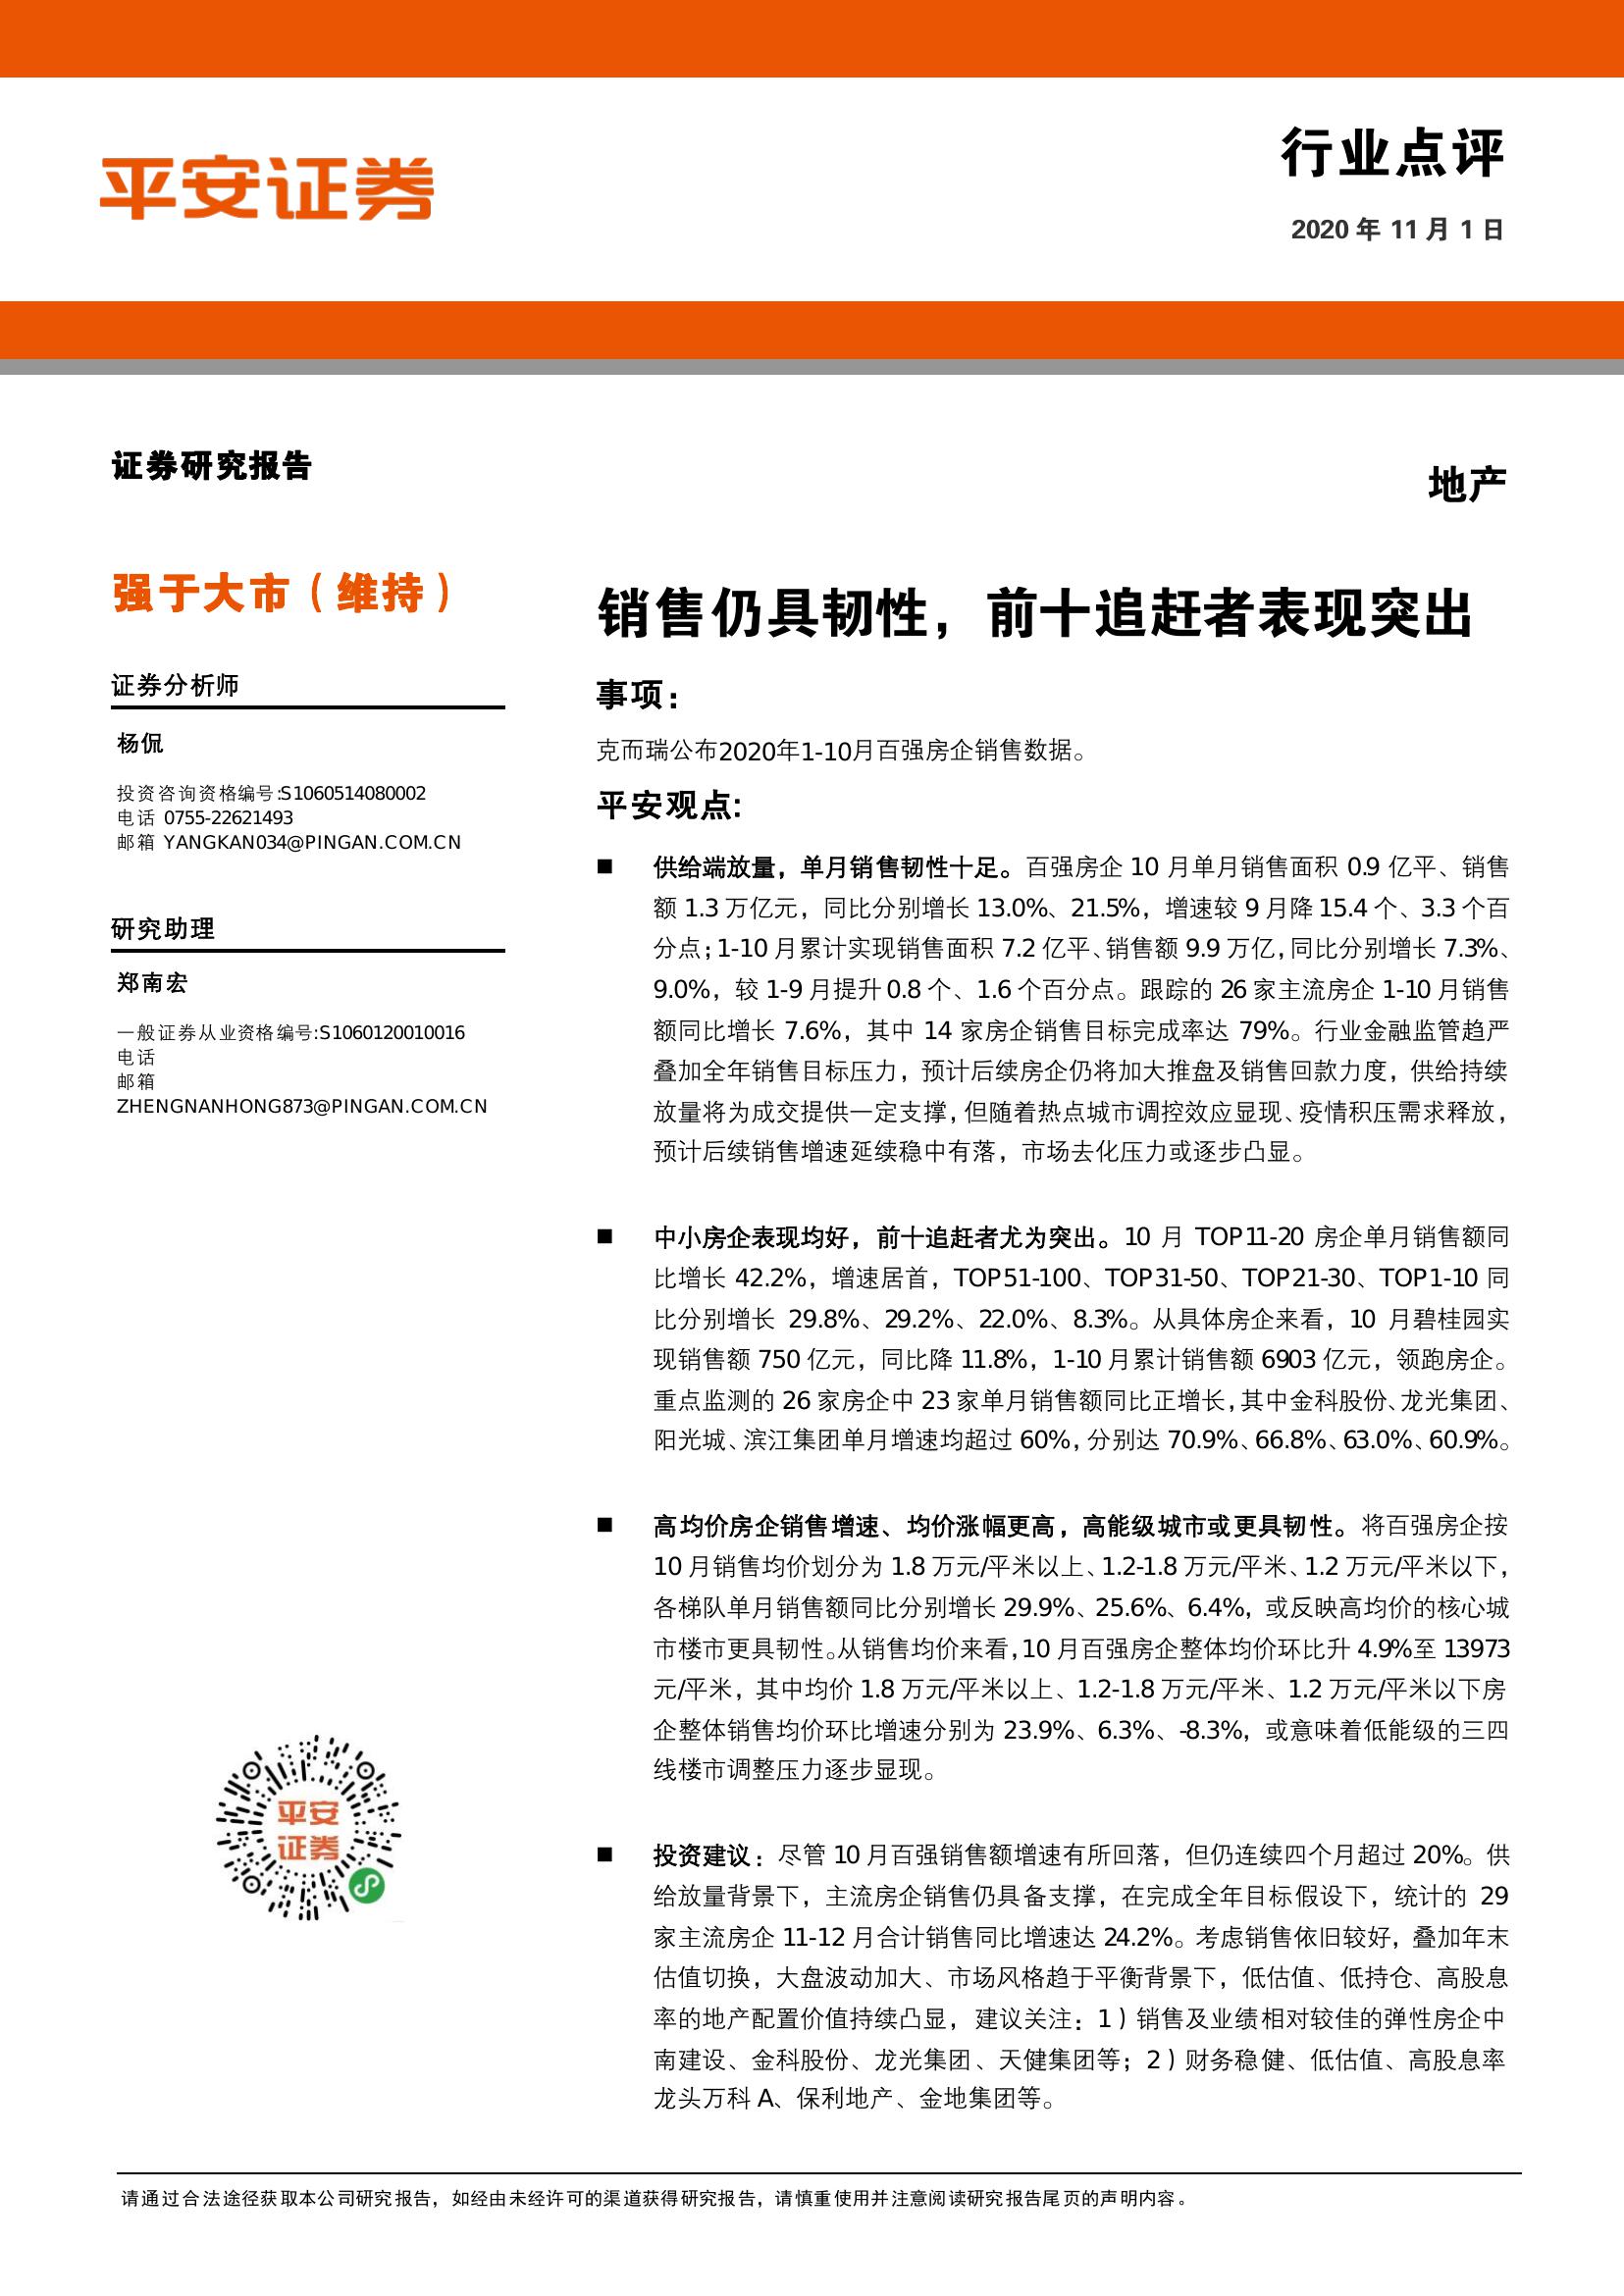 平安证券
行业点评
2020 年 11 月 1 日
证券研究报告
地产
强于大市（维持）
证券分析师
杨侃
投资咨询资格编号:S1060514080002
电话 0755-22621493
邮箱 YANGKAN034@PINGAN.COM.CN
研究助理
郑南宏
一般证券从业资格编号:S1060120010016
电话
邮箱
ZHENGNANHONG873@PINGAN.COM.CN
平安
证券
销售仍具韧性，前十追赶者表现突出
事项：
克而瑞公布2020年1-10月百强房企销售数据。
平安观点:
■ 供给端放量，单月销售韧性十足。百强房企 10 月单月销售面积 0.9 亿平、销售
额 1.3 万亿元，同比分别增长 13.0%、21.5%，增速较 9 月降 15.4 个、3.3 个百
分点；1-10 月累计实现销售面积 7.2 亿平、销售额 9.9 万亿，同比分别增长 7.3%、
9.0%，较 1-9 月提升 0.8 个、1.6 个百分点。跟踪的 26 家主流房企 1-10 月销售
额同比增长 7.6%，其中 14 家房企销售目标完成率达 79%。行业金融监管趋严
叠加全年销售目标压力，预计后续房企仍将加大推盘及销售回款力度，供给持续
放量将为成交提供一定支撑，但随着热点城市调控效应显现、疫情积压需求释放，
预计后续销售增速延续稳中有落，市场去化压力或逐步凸显。
■ 中小房企表现均好，前十追赶者尤为突出。10 月 TOP11-20 房企单月销售额同
比增长 42.2%，增速居首，TOP51-100、TOP31-50、TOP21-30、TOP1-10 同
比分别增长 29.8%、29.2%、22.0%、8.3%。从具体房企来看，10 月碧桂园实
现销售额 750 亿元，同比降 11.8%，1-10 月累计销售额 6903 亿元，领跑房企。
重点监测的 26 家房企中 23 家单月销售额同比正增长，其中金科股份、龙光集团、
阳光城、滨江集团单月增速均超过 60%，分别达 70.9%、66.8%、63.0%、60.9%。
■ 高均价房企销售增速、均价涨幅更高，高能级城市或更具韧性。将百强房企按
10 月销售均价划分为 1.8 万元/平米以上、1.2-1.8 万元/平米、1.2 万元/平米以下，
各梯队单月销售额同比分别增长 29.9%、25.6%、6.4%，或反映高均价的核心城
市楼市更具韧性。从销售均价来看，10 月百强房企整体均价环比升 4.9%至 13973
元/平米，其中均价 1.8 万元/平米以上、1.2-1.8 万元/平米、1.2 万元/平米以下房
企整体销售均价环比增速分别为 23.9%、6.3%、-8.3%，或意味着低能级的三四
线楼市调整压力逐步显现。
■ 投资建议：尽管 10 月百强销售额增速有所回落，但仍连续四个月超过 20%。供
给放量背景下，主流房企销售仍具备支撑，在完成全年目标假设下，统计的 29
家主流房企 11-12 月合计销售同比增速达 24.2%。考虑销售依旧较好，叠加年末
估值切换，大盘波动加大、市场风格趋于平衡背景下，低估值、低持仓、高股息
率的地产配置价值持续凸显，建议关注：1）销售及业绩相对较佳的弹性房企中
南建设、金科股份、龙光集团、天健集团等；2）财务稳健、低估值、高股息率
龙头万科 A、保利地产、金地集团等。
请通过合法途径获取本公司研究报告，如经由未经许可的渠道获得研究报告，请慎重使用并注意阅读研究报告尾页的声明内容。